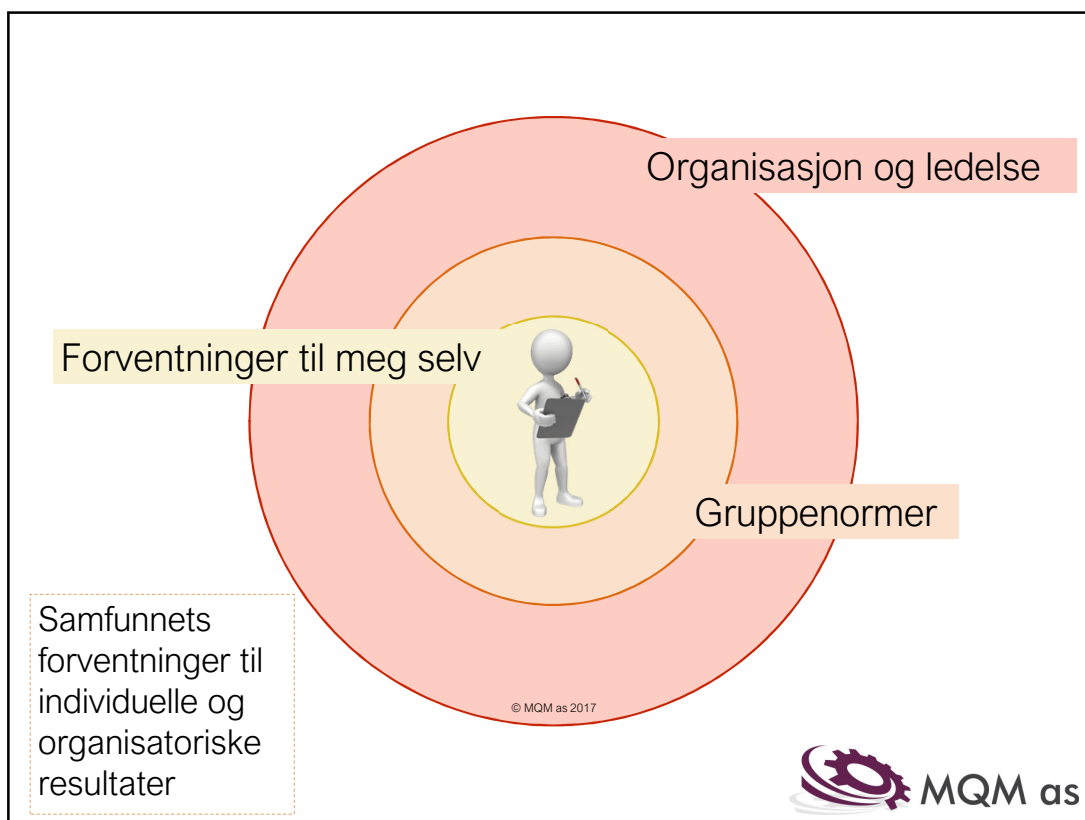 Organisasjon og ledelse
Forventninger til meg selv
Gruppenormer
Samfunnets
forventninger til
individuelle og
organisatoriske
resultater
© MQM as 2017
MQM as